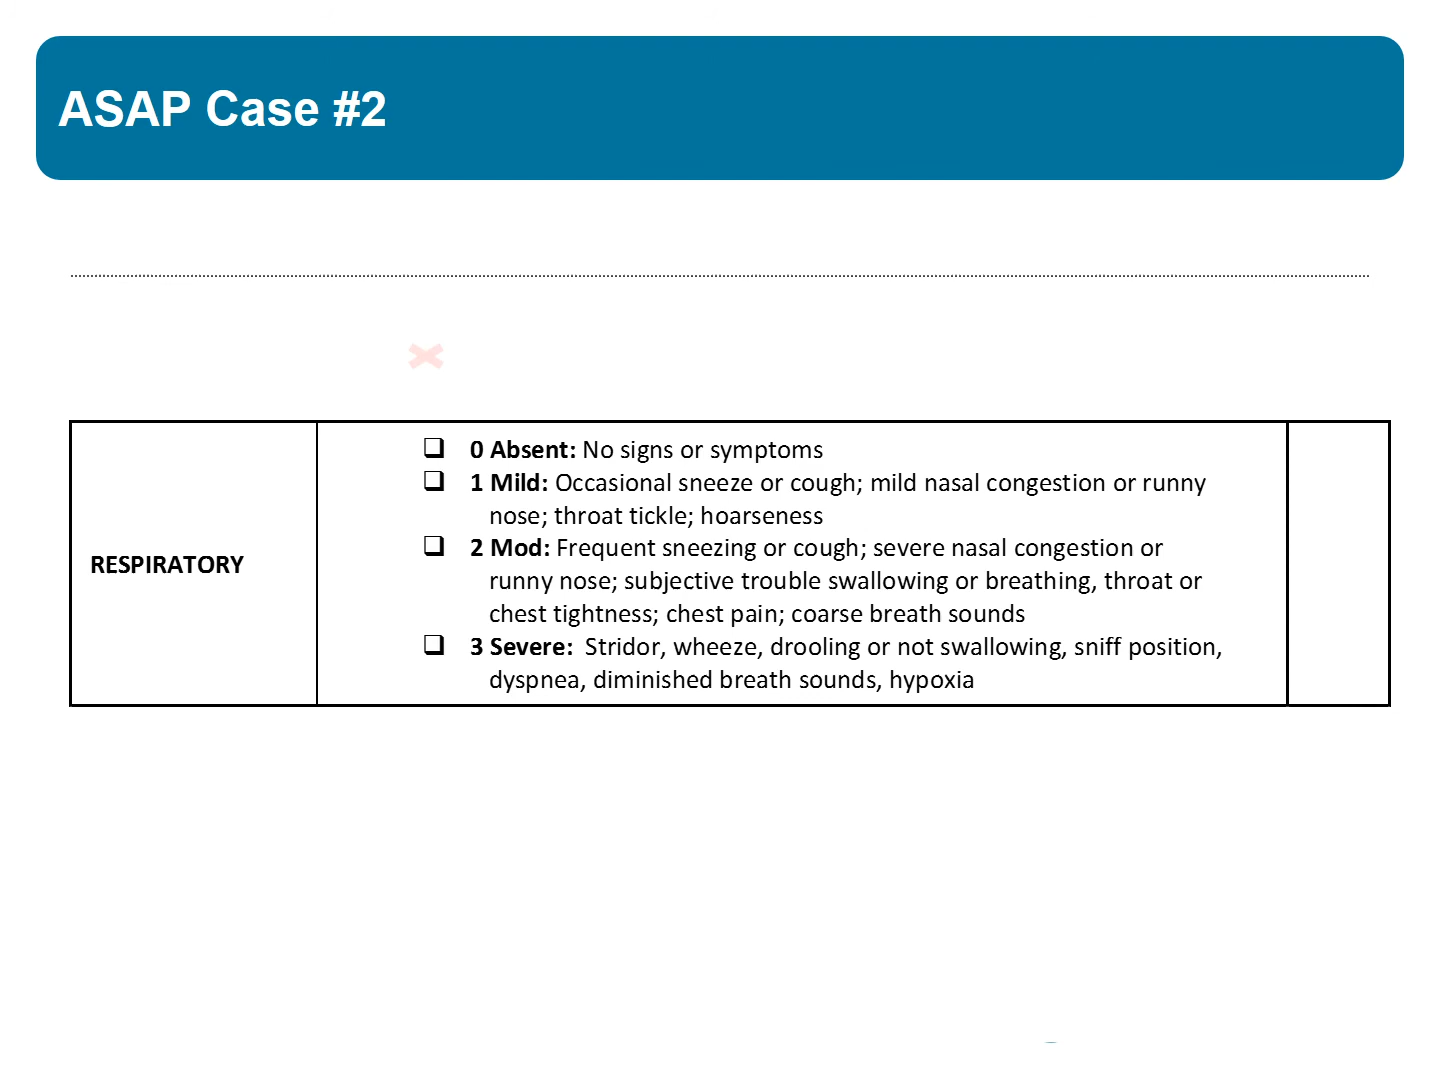 ASAP Case #2
❑ 0 Absent: No signs or symptoms
❑ 1 Mild: Occasional sneeze or cough; mild nasal congestion or runny
nose; throat tickle; hoarseness
❑ 2 Mod: Frequent sneezing or cough; severe nasal congestion or
RESPIRATORY
runny nose; subjective trouble swallowing or breathing, throat or
chest tightness; chest pain; coarse breath sounds
❑ 3 Severe: Stridor, wheeze, drooling or not swallowing, sniff position,
dyspnea, diminished breath sounds, hypoxia